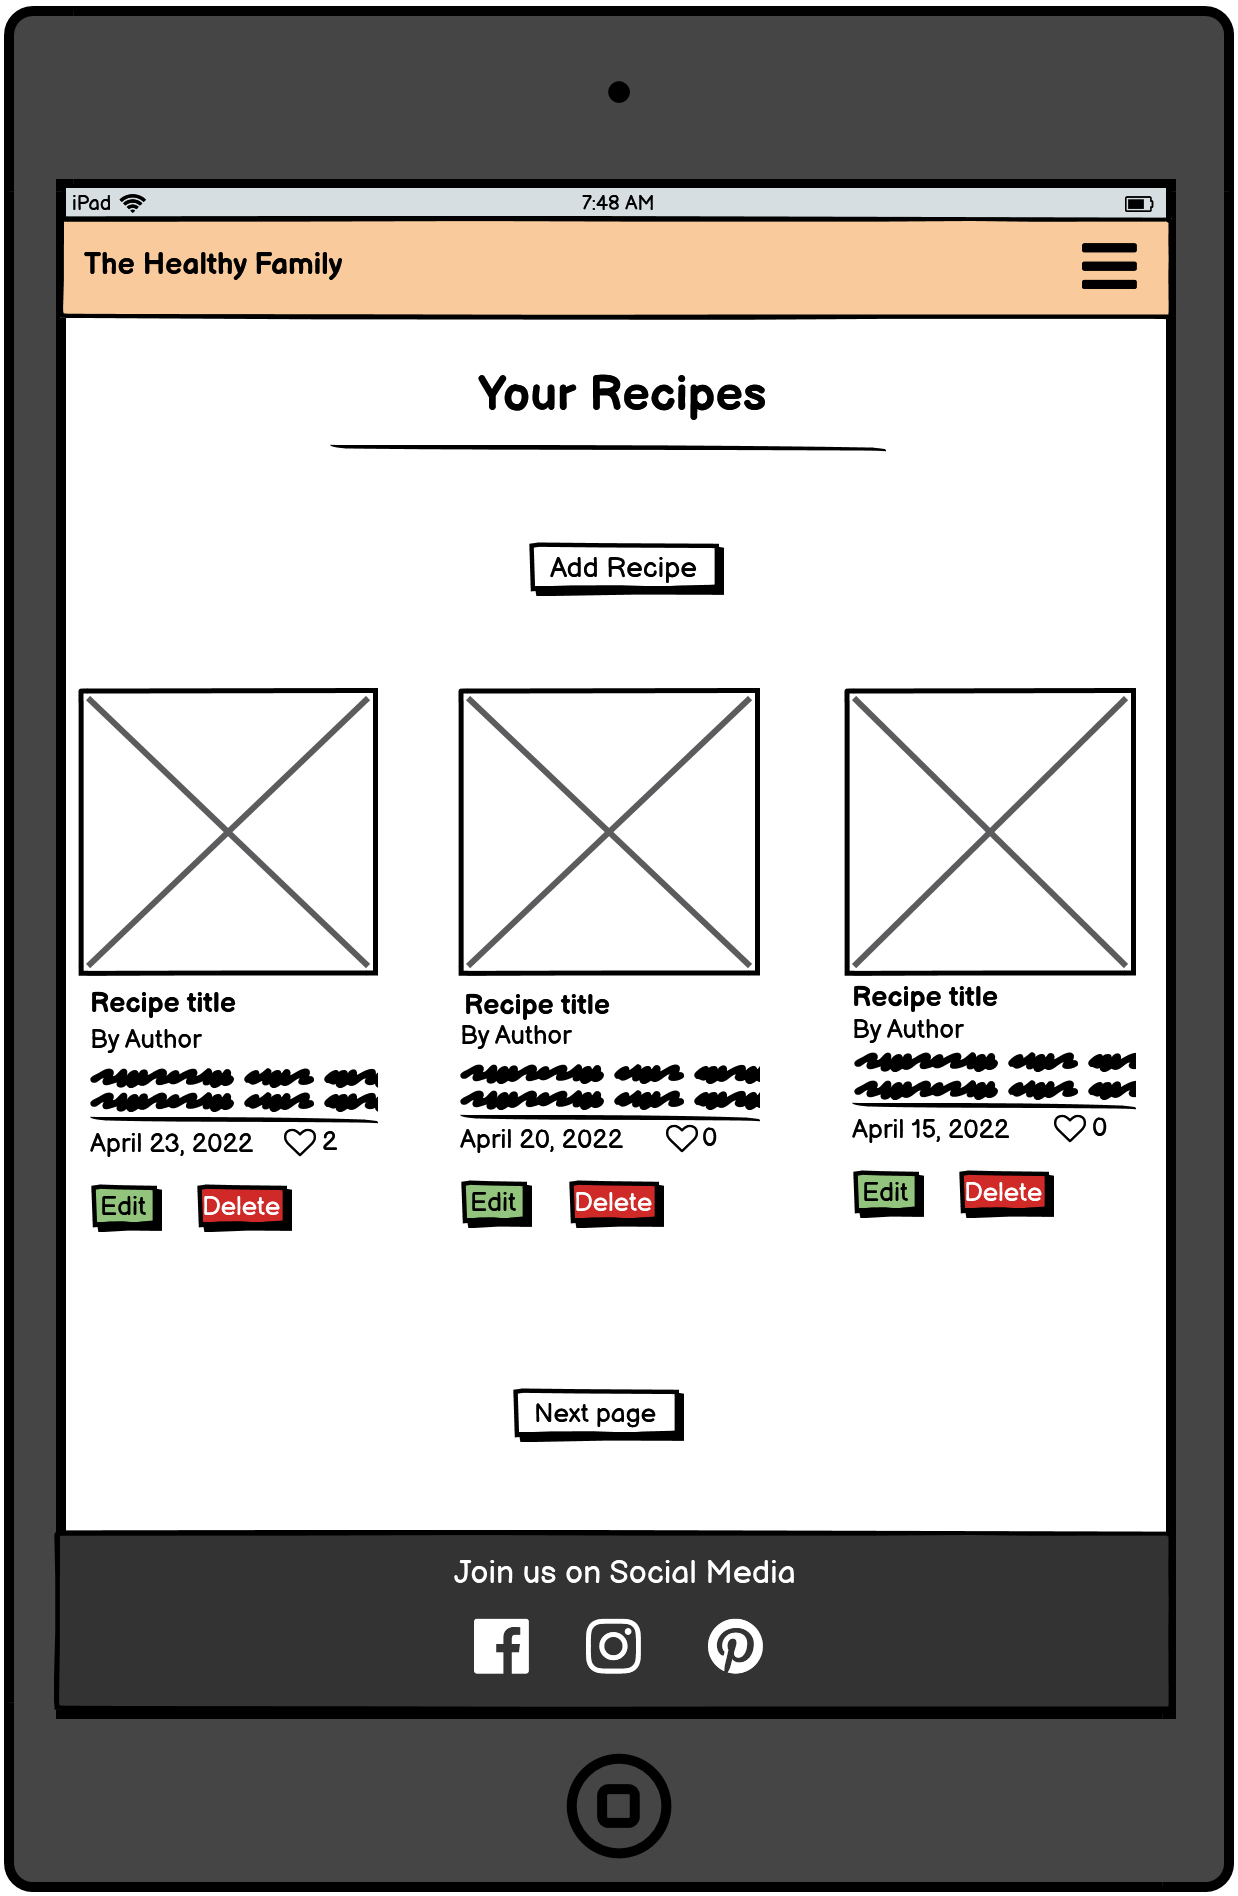 iPad 7:48 AM
The Healthy Family
Your Recipes
Add Recipe
Recipe title
By Author
April 23, 2022 2
Edit Delete
Recipe title
By Author
April 20, 2022 0
Edit Delete
Recipe title
By Author
April 15, 2022 0
Edit Delete
Next page
Join us on Social Media